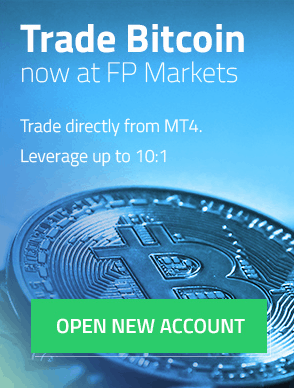 Trade Bitcoin
now at FP Markets
Trade directly from MT4.
Leverage up to 10:1
OPEN NEW ACCOUNT